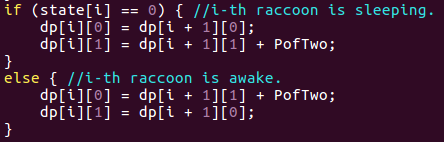 if (state[i] == 0) { //i-th raccoon is sleeping.
    dp[i][0] = dp[i + 1][0];
    dp[i][1] = dp[i + 1][1] + PofTwo;
}
else { //i-th raccoon is awake.
    dp[i][0] = dp[i + 1][1] + PofTwo;
    dp[i][1] = dp[i + 1][0];
}